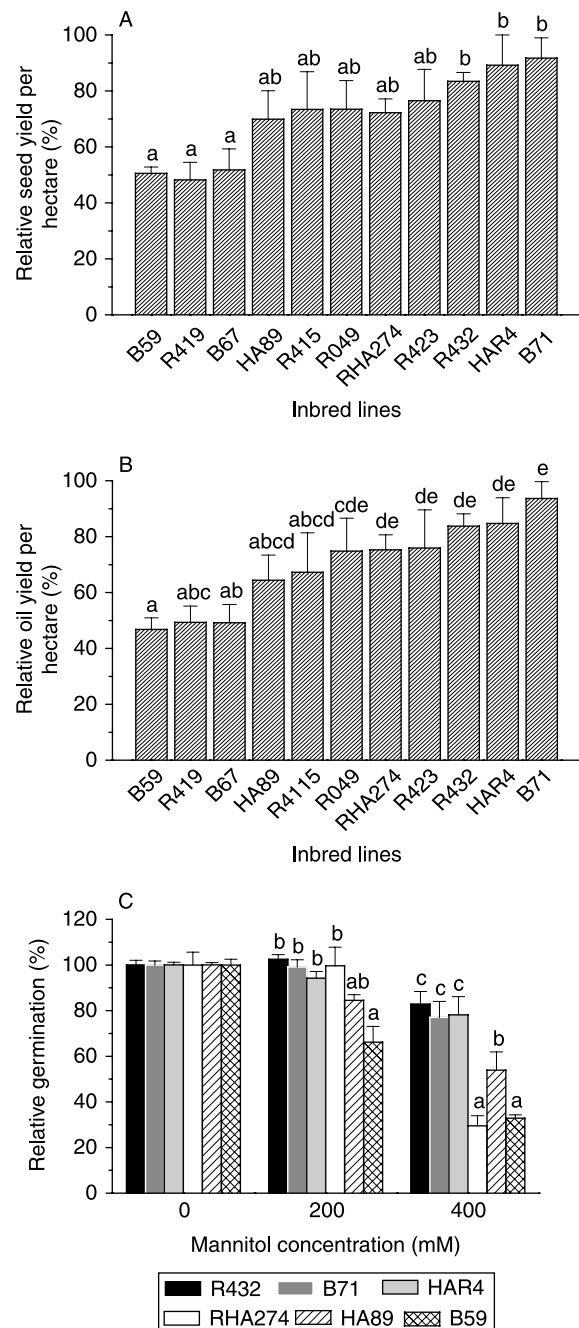 A
Relative seed yield per
hectare (%)
100
80
60
40
20
0
a a a ab ab ab ab ab b b b
B59 R419 B67 HA89 R415 R049 RHA274 R423 R432 HAR4 B71
Inbred lines
B
Relative oil yield per
hectare (%)
100
80
60
40
20
0
a abc ab abcd abcd cde de de de de e
B59 R419 B67 HA89 R4115 R049 RHA274 R423 R432 HAR4 B71
Inbred lines
C
Relative germination (%)
120
100
80
60
40
20
0
b b b b ab a
c c c a b a
0 200 400
Mannitol concentration (mM)
R432 B71 HAR4
RHA274 HA89 B59